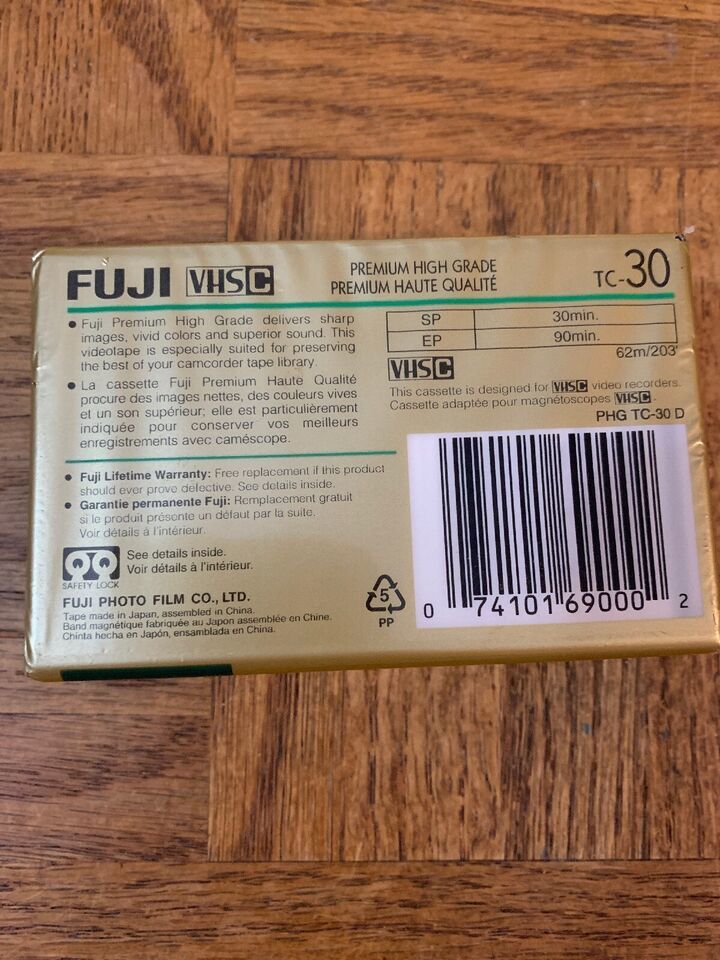 FUJI VHSC
PREMIUM HIGH GRADE
PREMIUM HAUTE QUALITÉ
TC-30
• Fuji Premium High Grade delivers sharp
images, vivid colors and superior sound. This
videotape is especially suited for preserving
the best of your camcorder tape library.
• La cassette Fuji Premium Haute Qualité
procure des images nettes, des couleurs vives
et un son supérieur; elle est particulièrement
indiquée pour conserver vos meilleurs
enregistrements avec caméscope.
SP 30min.
EP 90min.
62m/203'
VHSC
This cassette is designed for VHSC video recorders.
Cassette adaptée pour magnétoscopes VHSC.
PHG TC-30 D
• Fuji Lifetime Warranty: Free replacement if this product
should ever prove defective. See details inside.
• Garantie permanente Fuji: Remplacement gratuit
si le produit présente un défaut par la suite.
Voir détails à l'intérieur.
See details inside.
Voir détails à l'intérieur.
SAFETY LOCK
FUJI PHOTO FILM CO., LTD.
Tape made in Japan, assembled in China.
Band magnétique fabriquée au Japon assemblée en Chine.
Chinta hecha en Japón, ensamblada en China.
5
PP
0 74101 69000 2